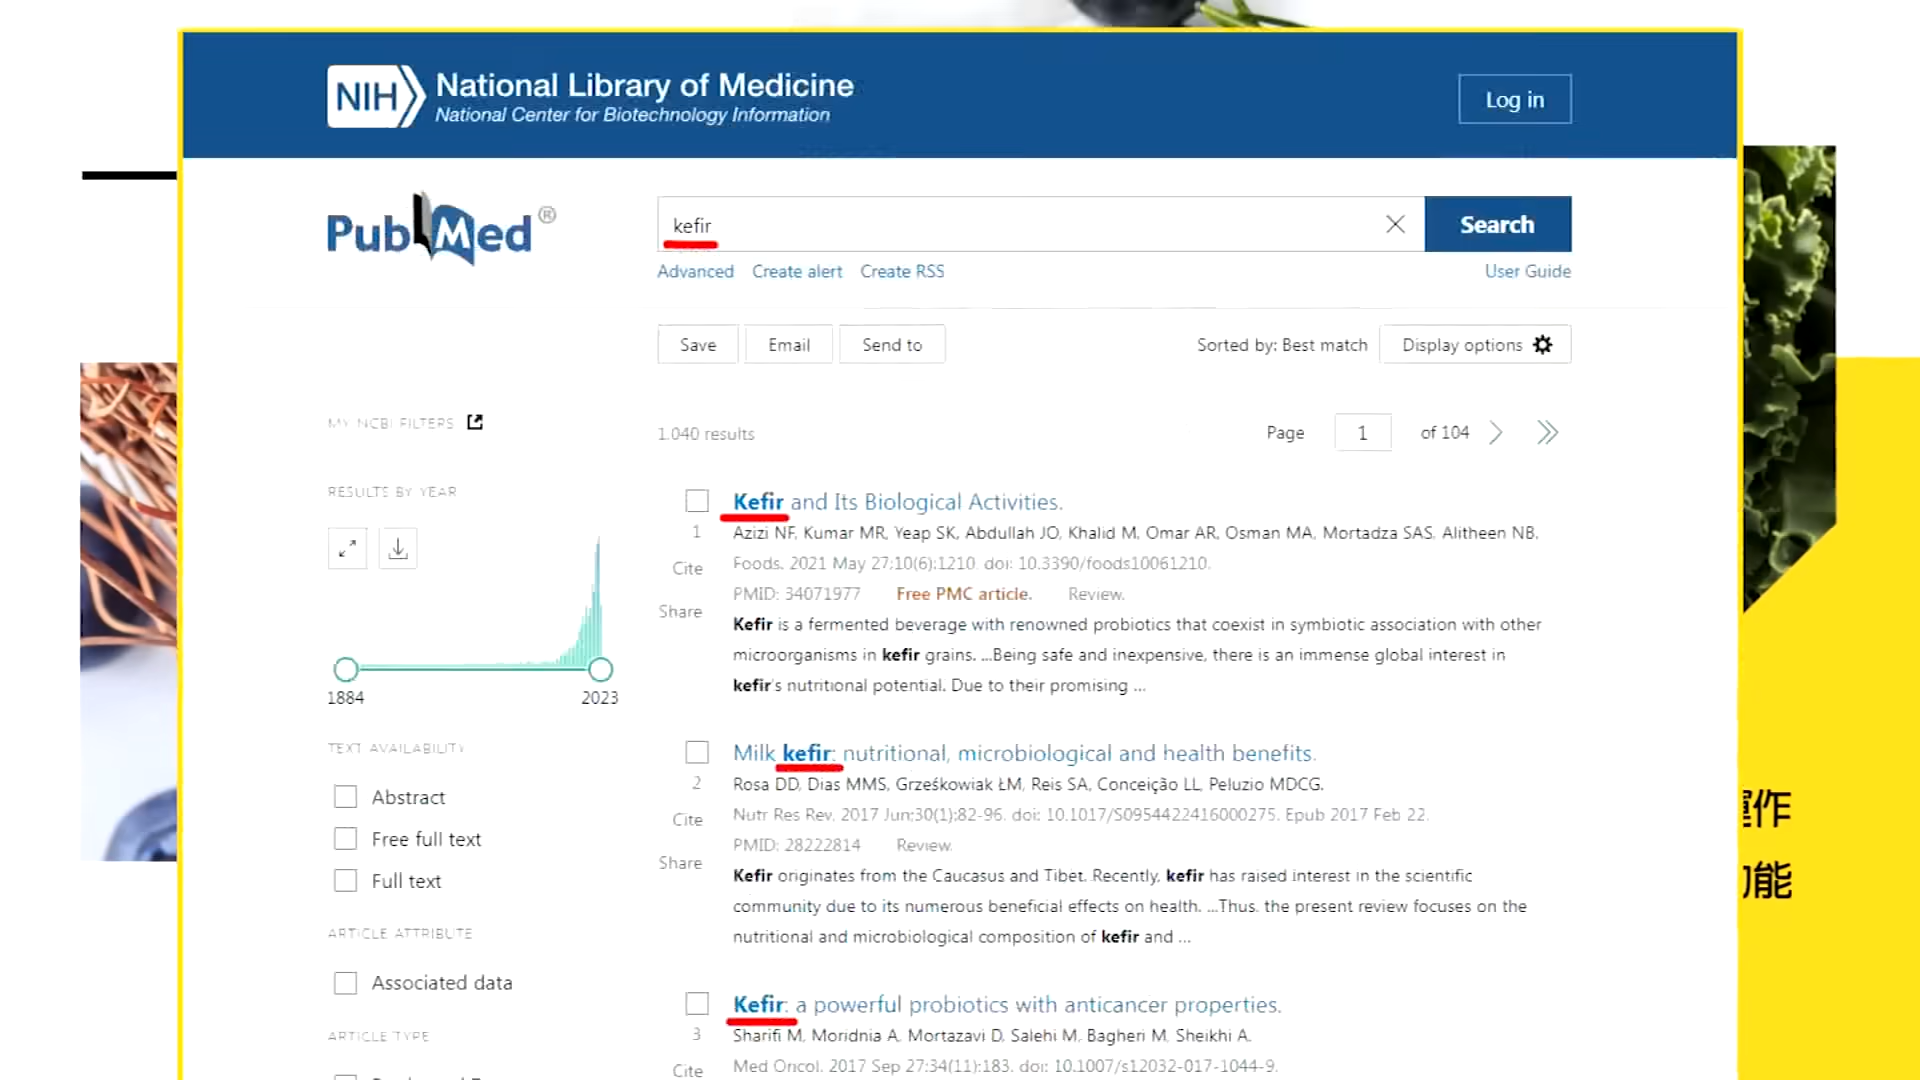 NIH National Library of Medicine
National Center for Biotechnology Information
Log in
PubMed®
kefir
Search
Advanced Create alert Create RSS
User Guide
Save Email Send to
Sorted by: Best match
Display options
MY NCBI FILTERS
1.040 results
Page 1 of 104
RESULTS BY YEAR
1884 2023
TEXT AVAILABILITY
Abstract
Free full text
Full text
ARTICLE ATTRIBUTE
Associated data
ARTICLE TYPE
Kefir and Its Biological Activities.
1
Azizi NF, Kumar MR, Yeap SK, Abdullah JO, Khalid M, Omar AR, Osman MA, Mortadza SAS, Alitheen NB.
Cite
Foods. 2021 May 27;10(6):1210. doi: 10.3390/foods10061210.
PMID: 34071977 Free PMC article. Review.
Share
Kefir is a fermented beverage with renowned probiotics that coexist in symbiotic association with other
microorganisms in kefir grains. ...Being safe and inexpensive, there is an immense global interest in
kefir's nutritional potential. Due to their promising ...
Milk kefir: nutritional, microbiological and health benefits.
2
Rosa DD, Dias MMS, Grześkowiak ŁM, Reis SA, Conceição LL, Peluzio MDCG.
Cite
Nutr Res Rev. 2017 Jun;30(1):82-96. doi: 10.1017/S0954422416000275. Epub 2017 Feb 22.
PMID: 28222814 Review.
Share
Kefir originates from the Caucasus and Tibet. Recently, kefir has raised interest in the scientific
community due to its numerous beneficial effects on health. ...Thus, the present review focuses on the
nutritional and microbiological composition of kefir and ...
Kefir: a powerful probiotics with anticancer properties.
3
Sharifi M, Moridnia A, Mortazavi D, Salehi M, Bagheri M, Sheikhi A.
Cite
Med Oncol. 2017 Sep 27;34(11):183. doi: 10.1007/s12032-017-1044-9.
作
能